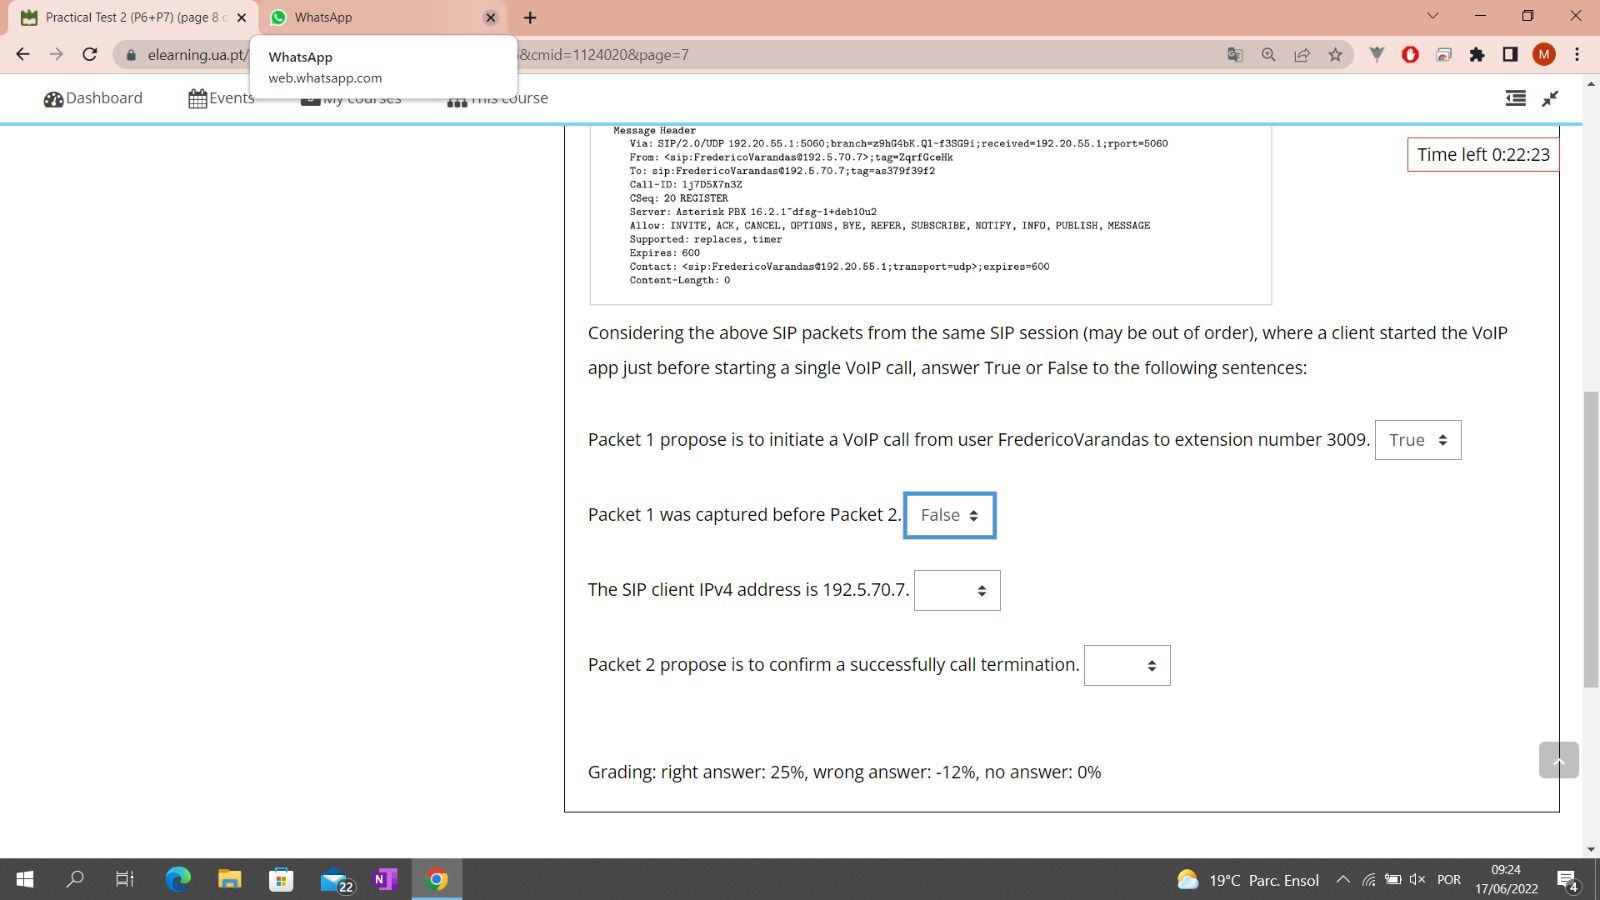 Practical Test 2 (P6+P7) (page 8 o
WhatsApp
elearning.ua.pt/
&cmid=1124020&page=7
M
WhatsApp
web.whatsapp.com
Dashboard
Events
My courses
This course
Time left 0:22:23
Message Header
Via: SIP/2.0/UDP 192.20.55.1:5060;branch=z9hG4bK.Ql-f3SG9i;received=192.20.55.1;rport=5060
From: <sip:FredericoVarandas@192.5.70.7>;tag=ZqrfGceHk
To: sip:FredericoVarandas@192.5.70.7;tag=as379f39f2
Call-ID: 1j7D5X7n3Z
CSeq: 20 REGISTER
Server: Asterisk PBX 16.2.1~dfsg-1+deb10u2
Allow: INVITE, ACK, CANCEL, OPTIONS, BYE, REFER, SUBSCRIBE, NOTIFY, INFO, PUBLISH, MESSAGE
Supported: replaces, timer
Expires: 600
Contact: <sip:FredericoVarandas@192.20.55.1;transport=udp>;expires=600
Content-Length: 0
Considering the above SIP packets from the same SIP session (may be out of order), where a client started the VoIP
app just before starting a single VoIP call, answer True or False to the following sentences:
Packet 1 propose is to initiate a VoIP call from user FredericoVarandas to extension number 3009. True
Packet 1 was captured before Packet 2. False
The SIP client IPv4 address is 192.5.70.7.
Packet 2 propose is to confirm a successfully call termination.
Grading: right answer: 25%, wrong answer: -12%, no answer: 0%
22
N
19°C Parc. Ensol
POR
09:24
17/06/2022
4